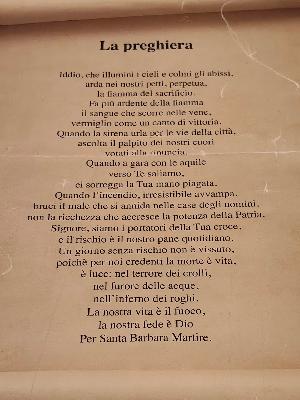 La preghiera
Iddio, che illumini i cieli e colmi gli abissi,
arda nei nostri petti, perpetua,
la fiamma del sacrificio.
Fa più ardente della fiamma
il sangue che scorre nelle vene,
vermiglio come un canto di vittoria.
Quando la sirena urla per le vie della città,
ascolta il palpito dei nostri cuori
votati alla rinuncia.
Quando a gara con le aquile
verso Te saliamo,
ci sorregga la Tua mano piagata.
Quando l'incendio, irresistibile avvampa,
bruci il male che si annida nelle case degli uomini,
non la ricchezza che accresce la potenza della Patria.
Signore, siamo i portatori della Tua croce,
e il rischio è il nostro pane quotidiano.
Un giorno senza rischio non è vissuto,
poichè per noi credenti la morte è vita,
è luce: nel terrore dei crolli,
nel furore delle acque,
nell'inferno dei roghi.
La nostra vita è il fuoco,
la nostra fede è Dio
Per Santa Barbara Martire.